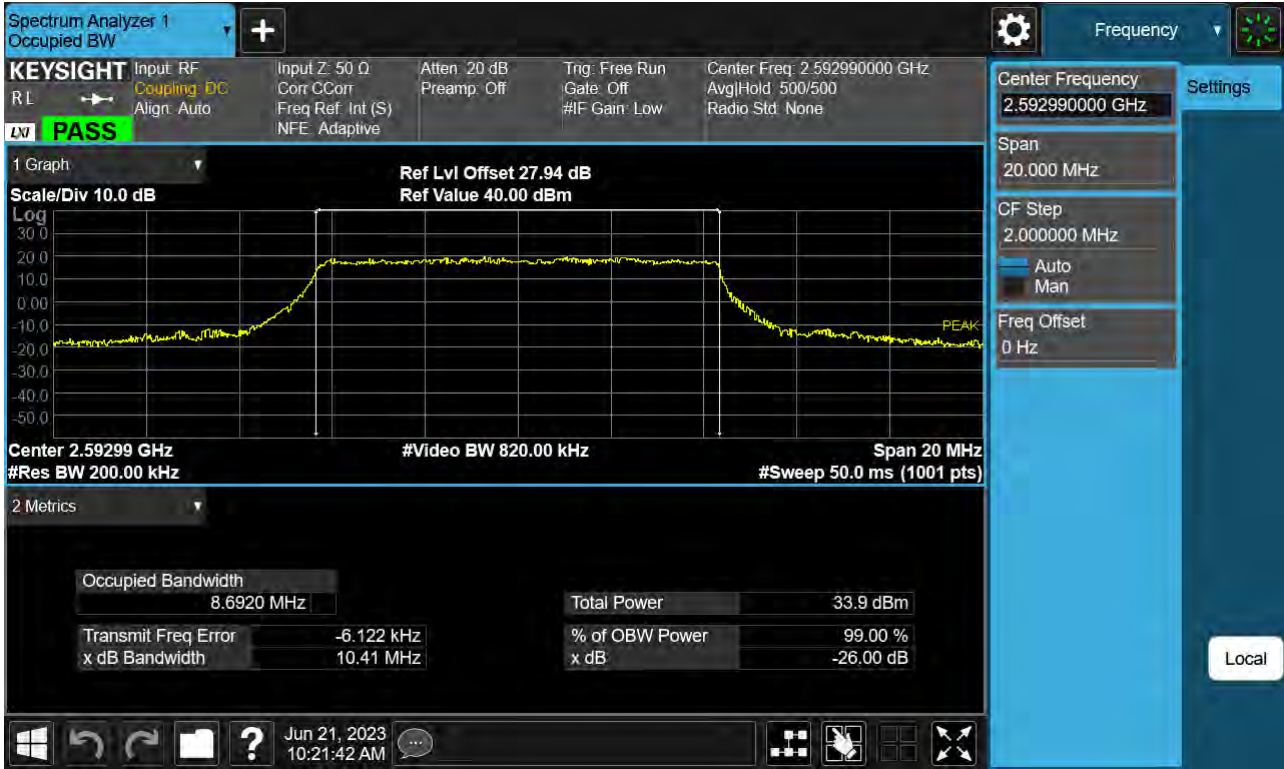 Spectrum Analyzer 1
Occupied BW
Frequency
KEYSIGHT
R L
LXI
PASS
Input: RF
Coupling: DC
Align: Auto
Input Z: 50 Ω
Corr CCorr
Freq Ref: Int (S)
NFE: Adaptive
Atten: 20 dB
Preamp: Off
Trig: Free Run
Gate: Off
#IF Gain: Low
Center Freq: 2.592990000 GHz
Avg|Hold: 500/500
Radio Std: None
Center Frequency
2.592990000 GHz
Settings
Span
20.000 MHz
CF Step
2.000000 MHz
Auto
Man
Freq Offset
0 Hz
Local
1 Graph
Scale/Div 10.0 dB
Ref Lvl Offset 27.94 dB
Ref Value 40.00 dBm
Log
30.0
20.0
10.0
0.00
-10.0
-20.0
-30.0
-40.0
-50.0
PEAK
Center 2.59299 GHz
#Res BW 200.00 kHz
#Video BW 820.00 kHz
Span 20 MHz
#Sweep 50.0 ms (1001 pts)
2 Metrics
Occupied Bandwidth
8.6920 MHz
Transmit Freq Error -6.122 kHz
x dB Bandwidth 10.41 MHz
Total Power 33.9 dBm
% of OBW Power 99.00 %
x dB -26.00 dB
?
Jun 21, 2023
10:21:42 AM